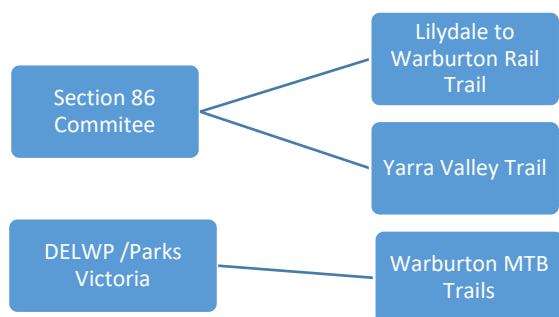 Section 86
Commitee
Lilydale to
Warburton Rail
Trail
Yarra Valley Trail
DELWP /Parks
Victoria
Warburton MTB
Trails